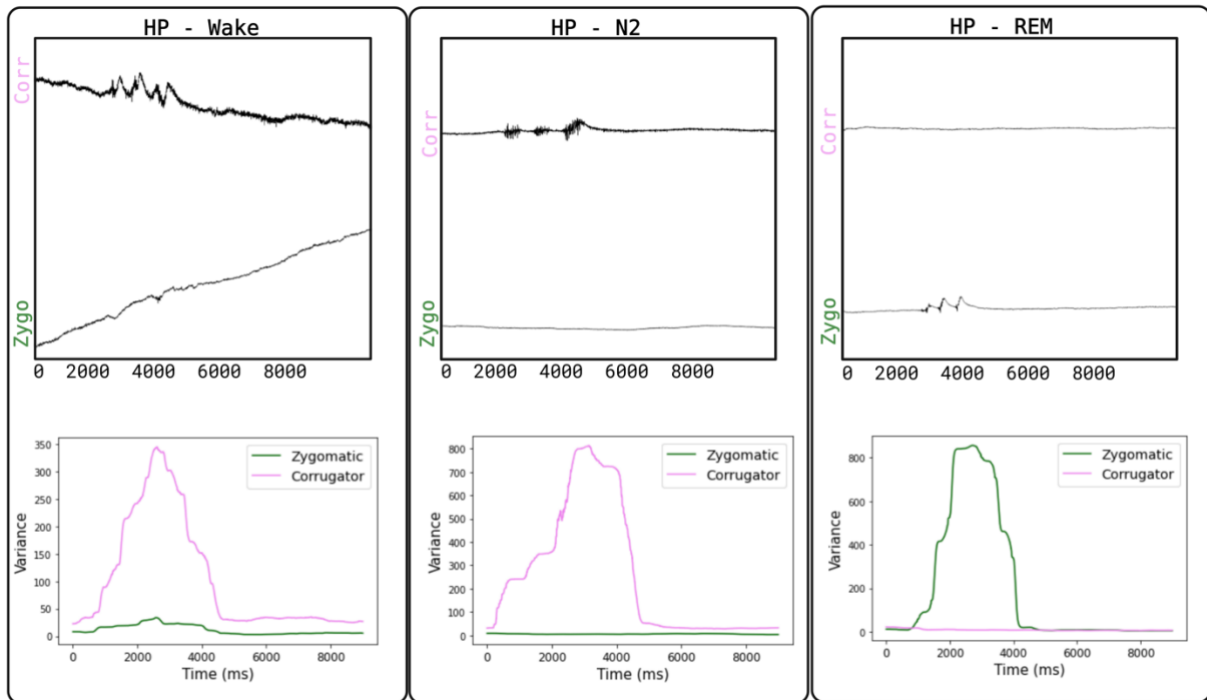 HP - Wake
Corr
Zygo
0 2000 4000 6000 8000
350
300
250
200
150
100
50
0
Variance
Zygomatic
Corrugator
0 2000 4000 6000 8000
Time (ms)
HP - N2
Corr
Zygo
0 2000 4000 6000 8000
800
700
600
500
400
300
200
100
0
Variance
Zygomatic
Corrugator
0 2000 4000 6000 8000
Time (ms)
HP - REM
Corr
Zygo
0 2000 4000 6000 8000
800
600
400
200
0
Variance
Zygomatic
Corrugator
0 2000 4000 6000 8000
Time (ms)